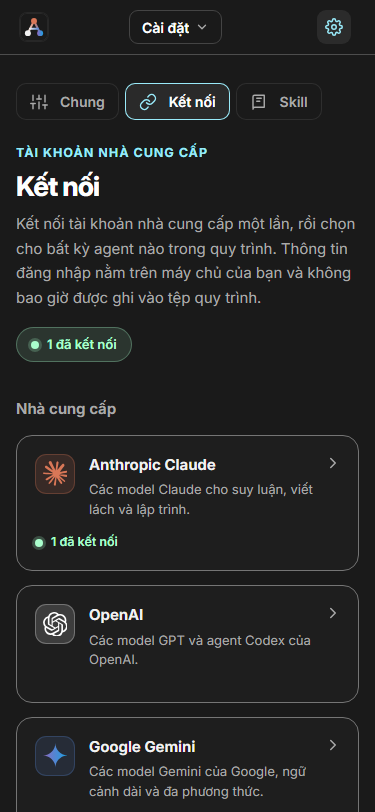 Cài đặt
Chung
Kết nối
Skill
TÀI KHOẢN NHÀ CUNG CẤP
Kết nối
Kết nối tài khoản nhà cung cấp một lần, rồi chọn
cho bất kỳ agent nào trong quy trình. Thông tin
đăng nhập nằm trên máy chủ của bạn và không
bao giờ được ghi vào tệp quy trình.
1 đã kết nối
Nhà cung cấp
Anthropic Claude
Các model Claude cho suy luận, viết
lách và lập trình.
1 đã kết nối
OpenAI
Các model GPT và agent Codex của
OpenAI.
Google Gemini
Các model Gemini của Google, ngữ
cảnh dài và đa phương thức.